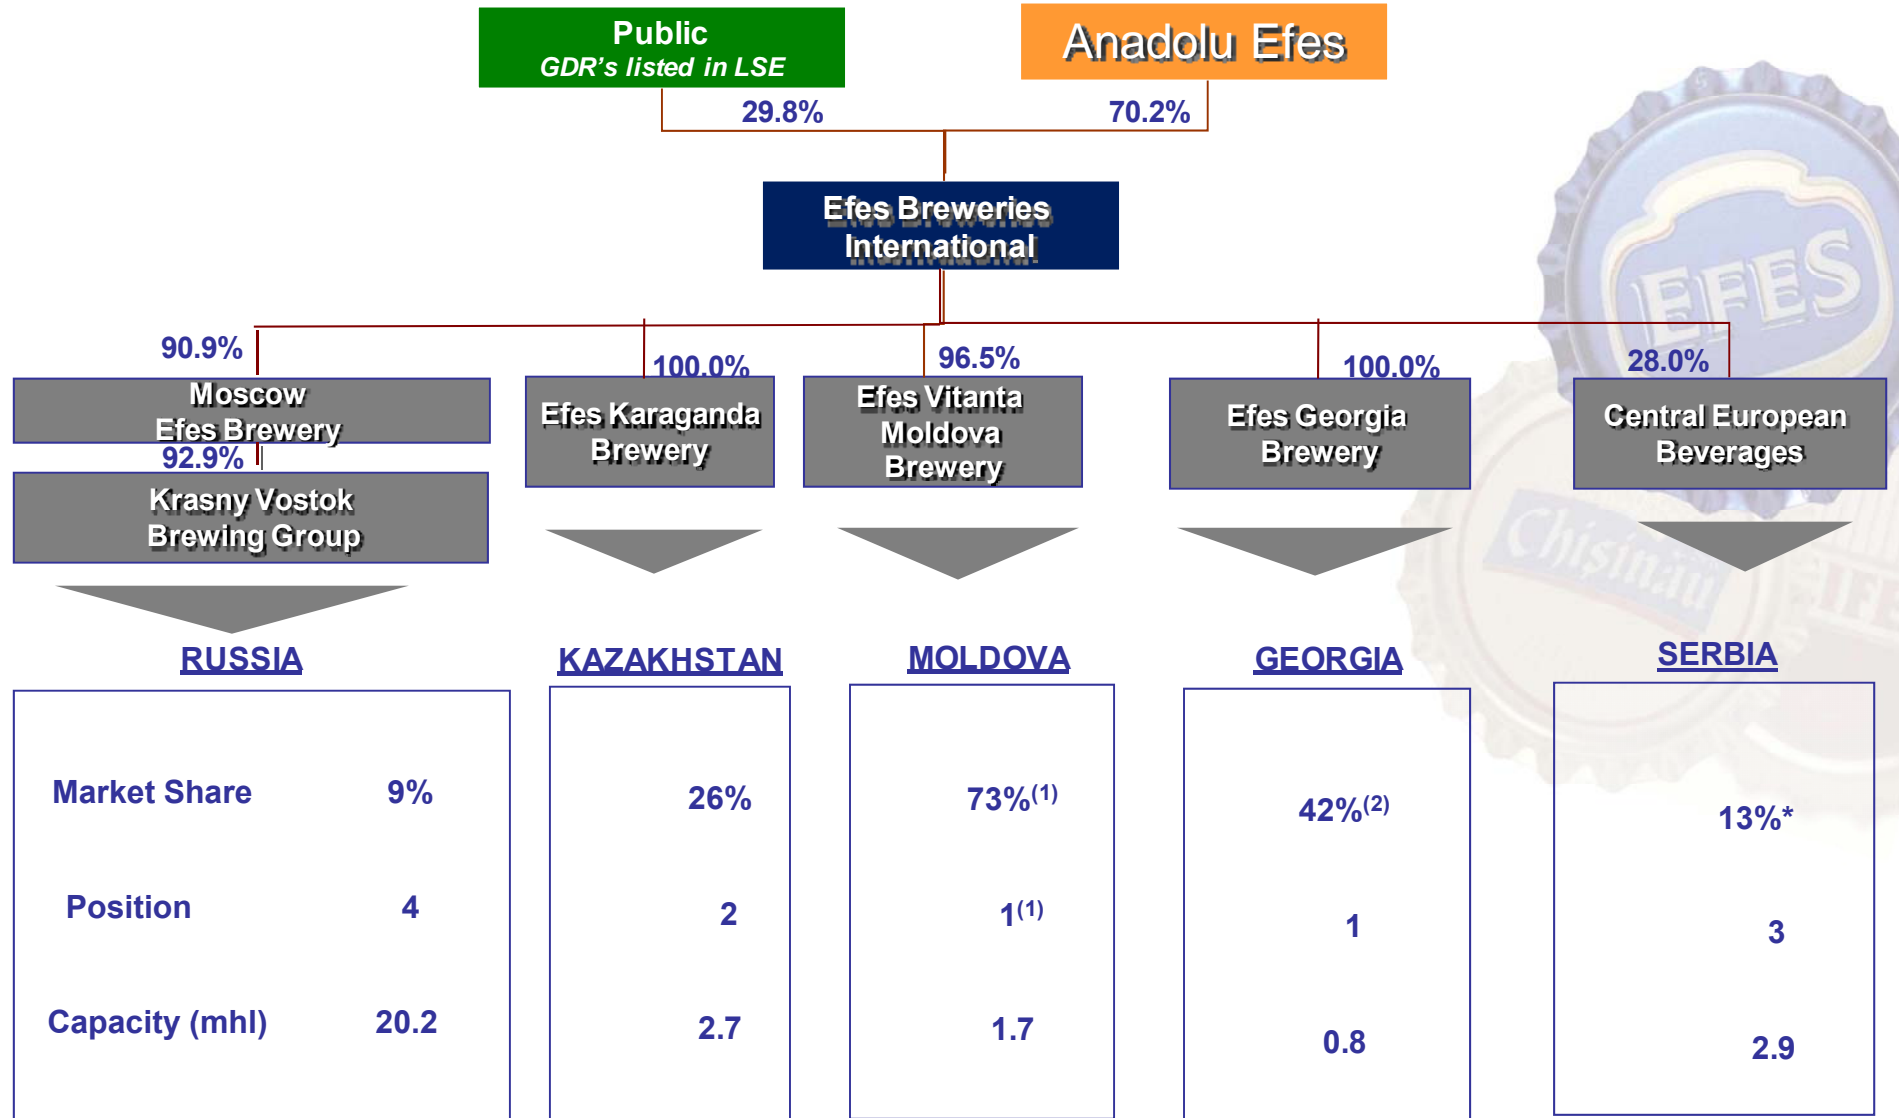 Public
GDR's listed in LSE
Anadolu Efes
29.8%
70.2%
Efes Breweries
International
90.9%
100.0%
96.5%
100.0%
28.0%
Moscow
Efes Brewery
92.9%
Krasny Vostok
Brewing Group
Efes Karaganda
Brewery
Efes Vitanta
Moldova
Brewery
Efes Georgia
Brewery
Central European
Beverages
EFES
Chişinău
RUSSIA
KAZAKHSTAN
MOLDOVA
GEORGIA
SERBIA
Market Share 9% 26% 73%(1) 42%(2) 13%*
Position 4 2 1(1) 1 3
Capacity (mhl) 20.2 2.7 1.7 0.8 2.9